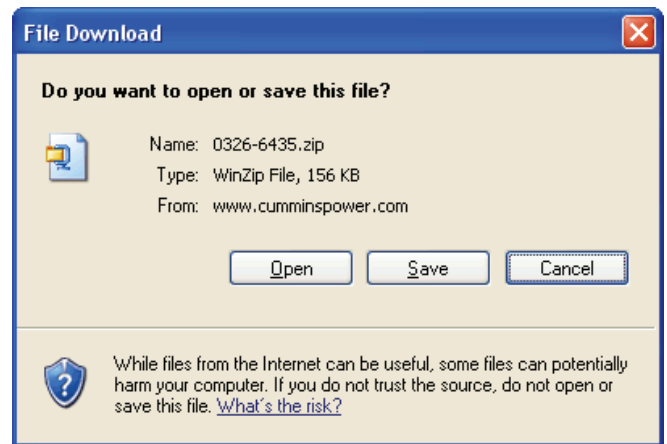 File Download
Do you want to open or save this file?
Name: 0326-6435.zip
Type: WinZip File, 156 KB
From: www.cumminspower.com
Open Save Cancel
While files from the Internet can be useful, some files can potentially
harm your computer. If you do not trust the source, do not open or
save this file. What's the risk?